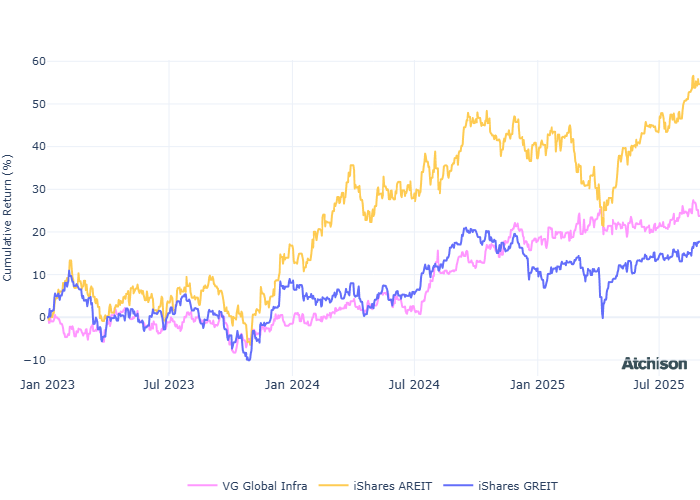 60
50
40
30
20
10
0
−10
Cumulative Return (%)
Jan 2023
Jul 2023
Jan 2024
Jul 2024
Jan 2025
Jul 2025
Atchison
VG Global Infra
iShares AREIT
iShares GREIT